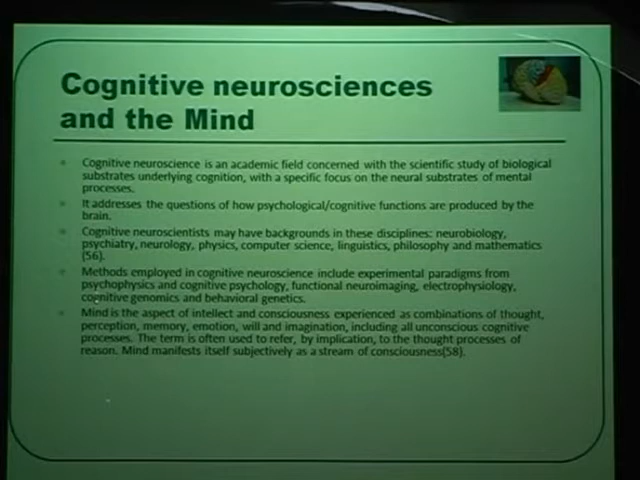 Cognitive neurosciences
and the Mind
Cognitive neuroscience is an academic field concerned with the scientific study of biological
substrates underlying cognition, with a specific focus on the neural substrates of mental
processes.
It addresses the questions of how psychological/cognitive functions are produced by the
brain.
Cognitive neuroscientists may have backgrounds in these disciplines: neurobiology,
psychiatry, neurology, physics, computer science, linguistics, philosophy and mathematics
(56).
Methods employed in cognitive neuroscience include experimental paradigms from
psychophysics and cognitive psychology, functional neuroimaging, electrophysiology,
cognitive genomics and behavioral genetics.
Mind is the aspect of intellect and consciousness experienced as combinations of thought,
perception, memory, emotion, will and imagination, including all unconscious cognitive
processes. The term is often used to refer, by implication, to the thought processes of
reason. Mind manifests itself subjectively as a stream of consciousness(58).